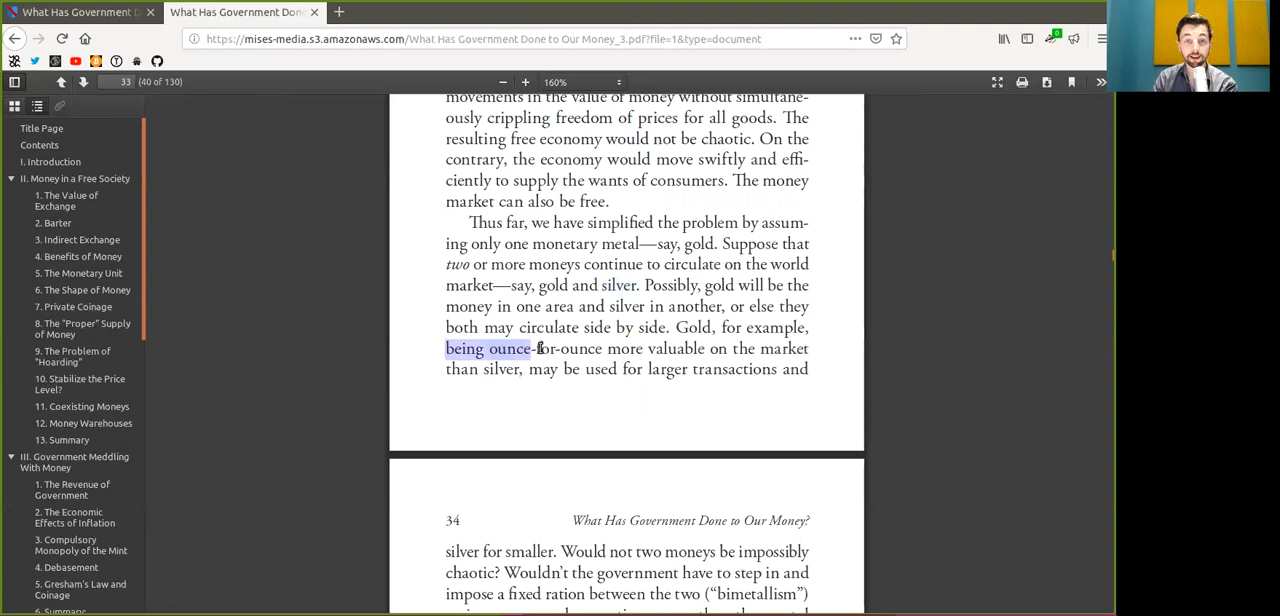 What Has Government D
What Has Government Done
https://mises-media.s3.amazonaws.com/What Has Government Done to Our Money_3.pdf?file=1&type=document
0
33 (40 of 130)
160%
Title Page
Contents
I. Introduction
II. Money in a Free Society
1. The Value of
Exchange
2. Barter
3. Indirect Exchange
4. Benefits of Money
5. The Monetary Unit
6. The Shape of Money
7. Private Coinage
8. The "Proper" Supply
of Money
9. The Problem of
"Hoarding"
10. Stabilize the Price
Level?
11. Coexisting Moneys
12. Money Warehouses
13. Summary
III. Government Meddling
With Money
1. The Revenue of
Government
2. The Economic
Effects of Inflation
3. Compulsory
Monopoly of the Mint
4. Debasement
5. Gresham's Law and
Coinage
6. Summary
movements in the value of money without simultane-
ously crippling freedom of prices for all goods. The
resulting free economy would not be chaotic. On the
contrary, the economy would move swiftly and effi-
ciently to supply the wants of consumers. The money
market can also be free.
Thus far, we have simplified the problem by assum-
ing only one monetary metal—say, gold. Suppose that
two or more moneys continue to circulate on the world
market—say, gold and silver. Possibly, gold will be the
money in one area and silver in another, or else they
both may circulate side by side. Gold, for example,
being ounce-for-ounce more valuable on the market
than silver, may be used for larger transactions and
34 What Has Government Done to Our Money?
silver for smaller. Would not two moneys be impossibly
chaotic? Wouldn't the government have to step in and
impose a fixed ration between the two ("bimetallism")